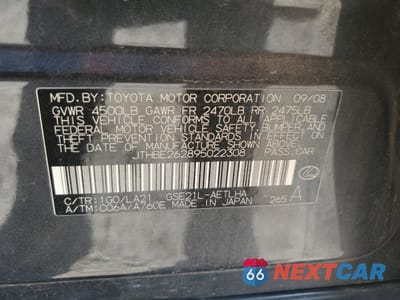 MFD.BY: TOYOTA MOTOR CORPORATION 09/08
GVWR 4500LB GAWR FR 2470LB RR 2475LB
THIS VEHICLE CONFORMS TO ALL APPLICABLE
FEDERAL MOTOR VEHICLE SAFETY, BUMPER, AND
THEFT PREVENTION STANDARDS IN EFFECT ON
THE DATE OF MANUFACTURE SHOWN ABOVE.
JTHBE262895022308 PASS.CAR
C/TR:1G0/LA21 GSE21L-AETLHA
A/TM:C06A/A760E MADE IN JAPAN 265 A
66 NEXTCAR